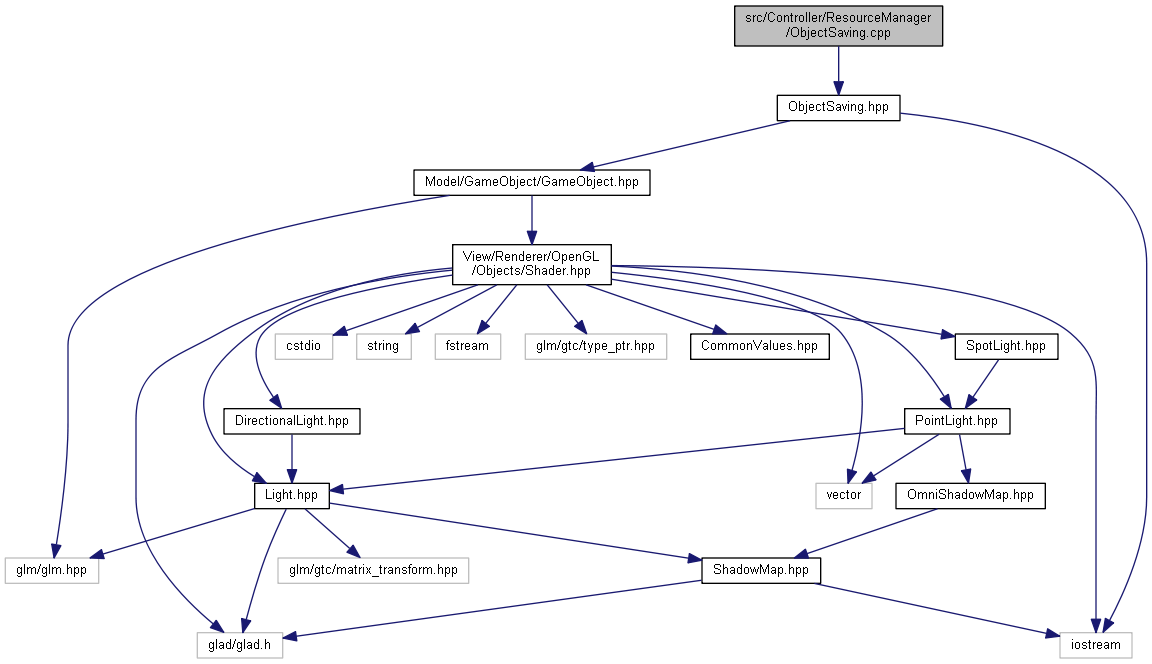 src/Controller/ResourceManager
/ObjectSaving.cpp
ObjectSaving.hpp
Model/GameObject/GameObject.hpp
View/Renderer/OpenGL
/Objects/Shader.hpp
cstdio
string
fstream
glm/gtc/type_ptr.hpp
CommonValues.hpp
SpotLight.hpp
DirectionalLight.hpp
PointLight.hpp
Light.hpp
vector
OmniShadowMap.hpp
glm/glm.hpp
glm/gtc/matrix_transform.hpp
ShadowMap.hpp
glad/glad.h
iostream